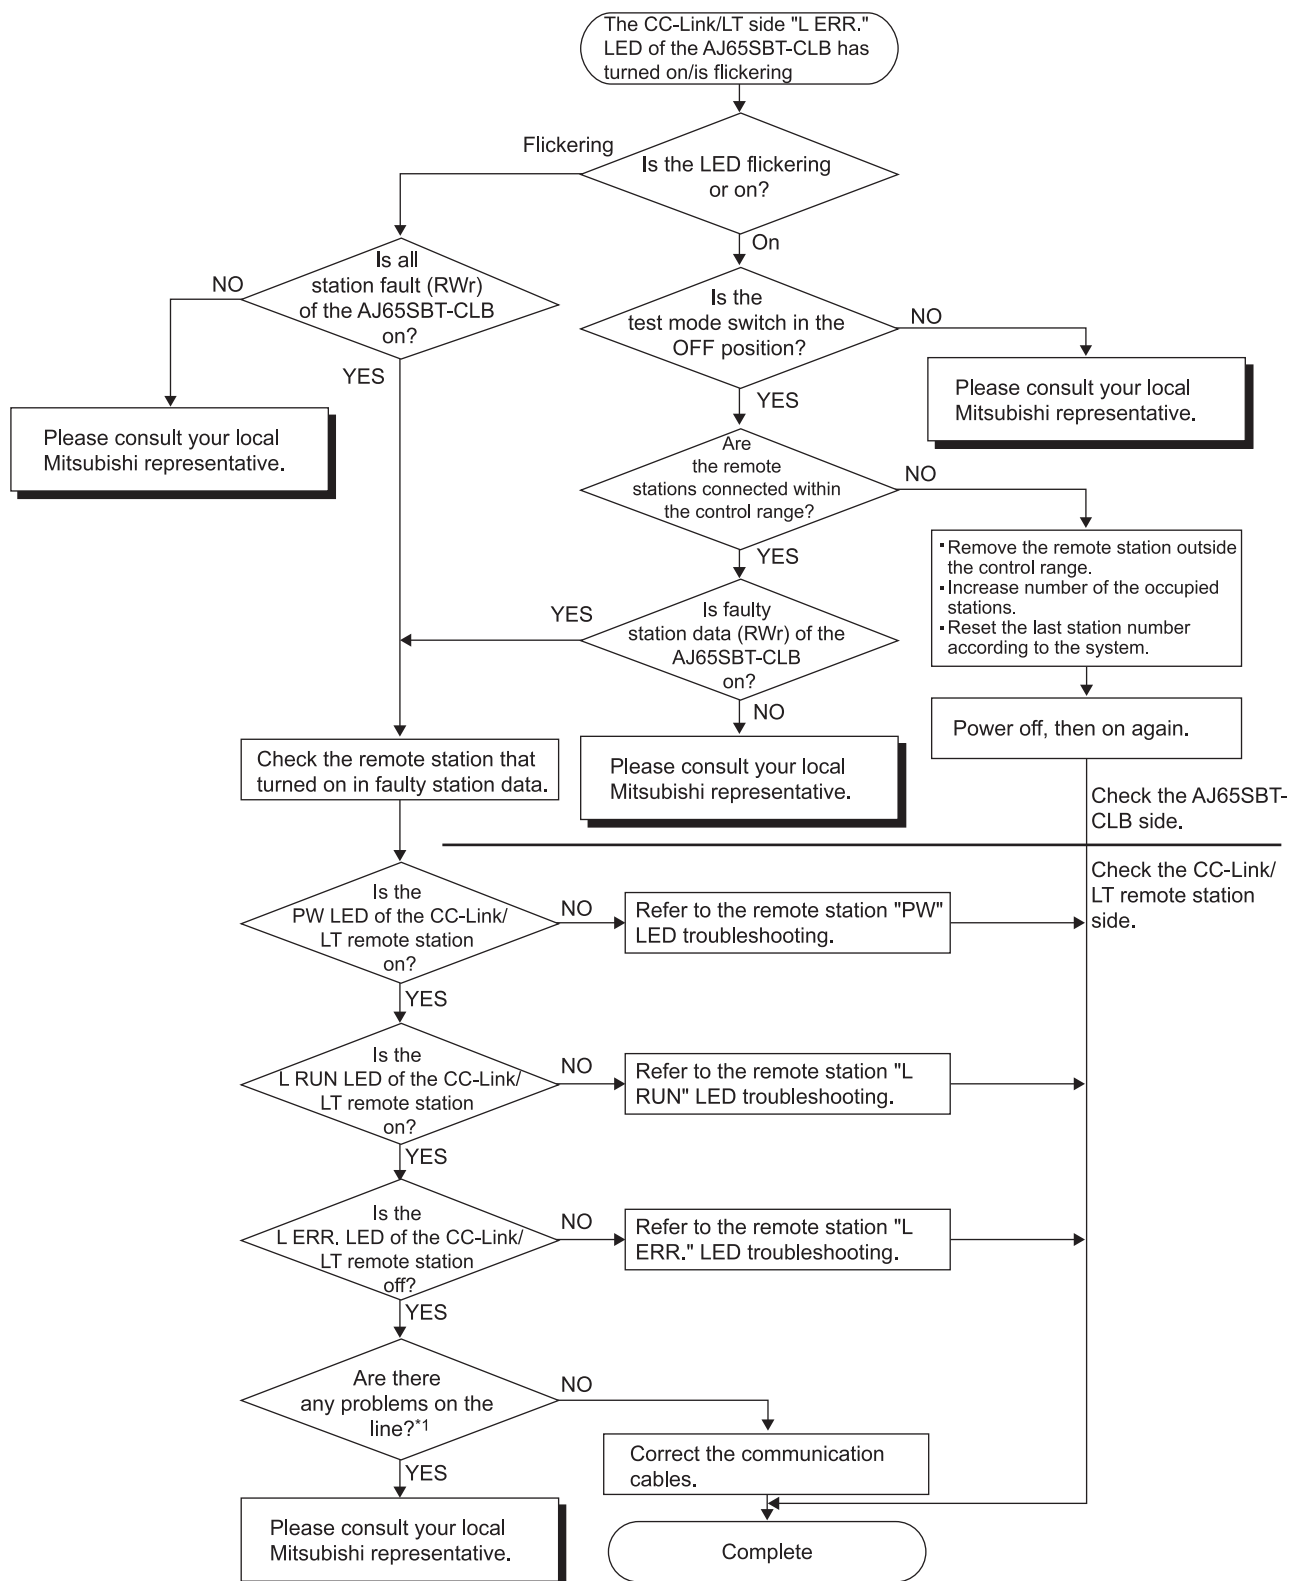 The CC-Link/LT side "L ERR."
LED of the AJ65SBT-CLB has
turned on/is flickering
Flickering
Is the LED flickering
or on?
On
Is all
station fault (RWr)
of the AJ65SBT-CLB
on?
NO
YES
Is the
test mode switch in the
OFF position?
NO
YES
Please consult your local
Mitsubishi representative.
Please consult your local
Mitsubishi representative.
Are
the remote
stations connected within
the control range?
NO
YES
▪Remove the remote station outside
the control range.
▪Increase number of the occupied
stations.
▪Reset the last station number
according to the system.
YES
Is faulty
station data (RWr) of the
AJ65SBT-CLB
on?
NO
Power off, then on again.
Check the remote station that
turned on in faulty station data.
Please consult your local
Mitsubishi representative.
Check the AJ65SBT-
CLB side.
Check the CC-Link/
LT remote station
side.
Is the
PW LED of the CC-Link/
LT remote station
on?
NO
Refer to the remote station "PW"
LED troubleshooting.
YES
Is the
L RUN LED of the CC-Link/
LT remote station
on?
NO
Refer to the remote station "L
RUN" LED troubleshooting.
YES
Is the
L ERR. LED of the CC-Link/
LT remote station
off?
NO
Refer to the remote station "L
ERR." LED troubleshooting.
YES
Are there
any problems on the
line?*1
NO
YES
Correct the communication
cables.
Please consult your local
Mitsubishi representative.
Complete